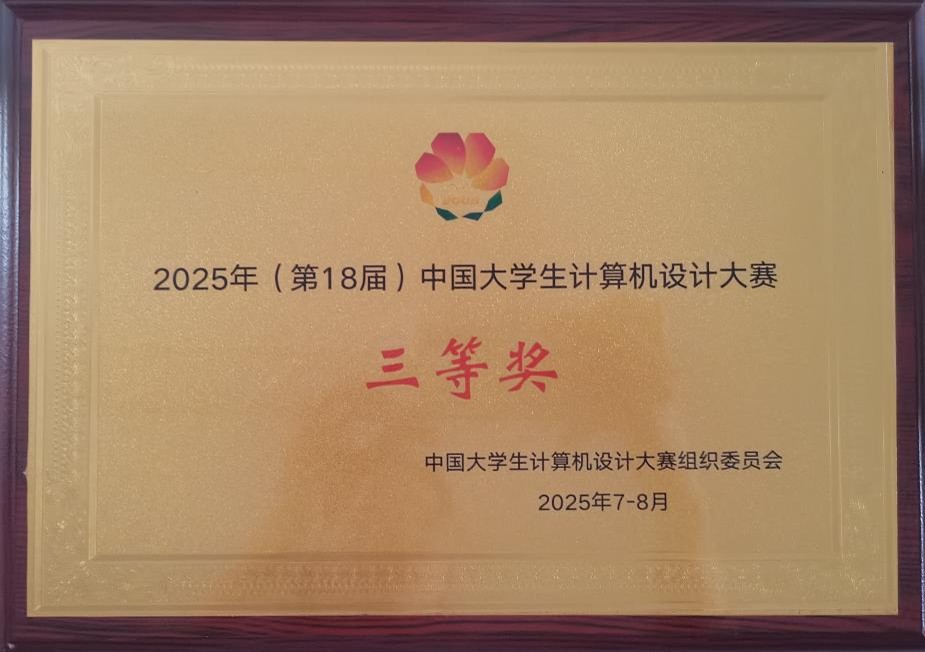 2025年（第18届）中国大学生计算机设计大赛
三等奖
中国大学生计算机设计大赛组织委员会
2025年7-8月